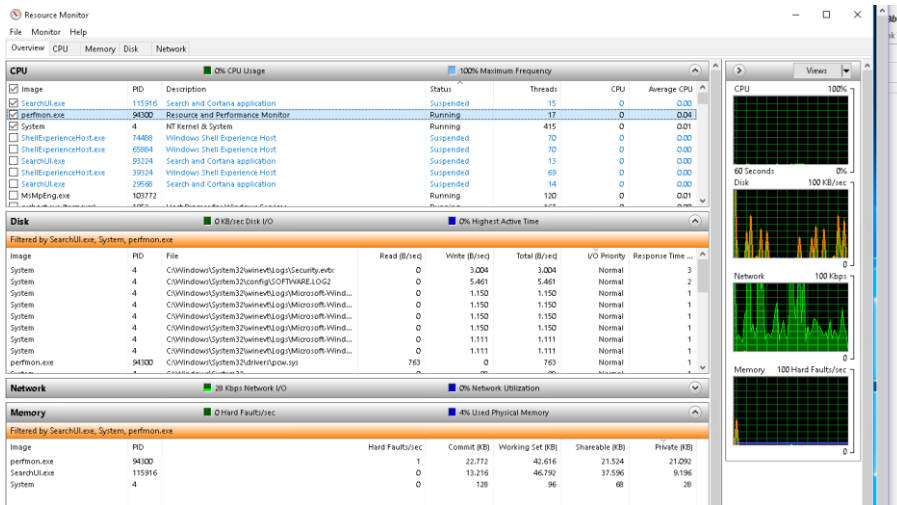 Resource Monitor
File Monitor Help
Overview CPU Memory Disk Network
CPU 0% CPU Usage 100% Maximum Frequency
Image PID Description Status Threads CPU Average CPU
SearchUI.exe 115916 Search and Cortana application Suspended 15 0 0.00
perfmon.exe 94300 Resource and Performance Monitor Running 17 0 0.04
System 4 NT Kernel & System Running 415 0 0.01
ShellExperienceHost.exe 74488 Windows Shell Experience Host Suspended 70 0 0.00
ShellExperienceHost.exe 65884 Windows Shell Experience Host Suspended 70 0 0.00
SearchUI.exe 93224 Search and Cortana application Suspended 13 0 0.00
ShellExperienceHost.exe 39324 Windows Shell Experience Host Suspended 69 0 0.00
SearchUI.exe 29568 Search and Cortana application Suspended 14 0 0.00
MsMpEng.exe 103772 Running 120 0 0.01
Disk 0 KB/sec Disk I/O 0% Highest Active Time
Filtered by SearchUI.exe, System, perfmon.exe
Image PID File Read (B/sec) Write (B/sec) Total (B/sec) I/O Priority Response Time ...
System 4 C:\Windows\System32\winevt\Logs\Security.evtx 0 3.004 3.004 Normal 3
System 4 C:\Windows\System32\config\SOFTWARE.LOG2 0 5.461 5.461 Normal 2
System 4 C:\Windows\System32\winevt\Logs\Microsoft-Wind... 0 1.150 1.150 Normal 1
System 4 C:\Windows\System32\winevt\Logs\Microsoft-Wind... 0 1.150 1.150 Normal 1
System 4 C:\Windows\System32\winevt\Logs\Microsoft-Wind... 0 1.150 1.150 Normal 1
System 4 C:\Windows\System32\winevt\Logs\Microsoft-Wind... 0 1.150 1.150 Normal 1
System 4 C:\Windows\System32\winevt\Logs\Microsoft-Wind... 0 1.111 1.111 Normal 1
System 4 C:\Windows\System32\winevt\Logs\Microsoft-Wind... 0 1.111 1.111 Normal 1
perfmon.exe 94300 C:\Windows\System32\drivers\pcw.sys 763 0 763 Normal 1
Network 28 Kbps Network I/O 0% Network Utilization
Memory 0 Hard Faults/sec 4% Used Physical Memory
Filtered by SearchUI.exe, System, perfmon.exe
Image PID Hard Faults/sec Commit (KB) Working Set (KB) Shareable (KB) Private (KB)
perfmon.exe 94300 1 22.772 42.616 21.524 21.092
SearchUI.exe 115916 0 13.216 46.792 37.596 9.196
System 4 0 128 96 68 28
Views
CPU 100%
60 Seconds 0%
Disk 100 KB/sec
0
Network 100 Kbps
0
Memory 100 Hard Faults/sec
0